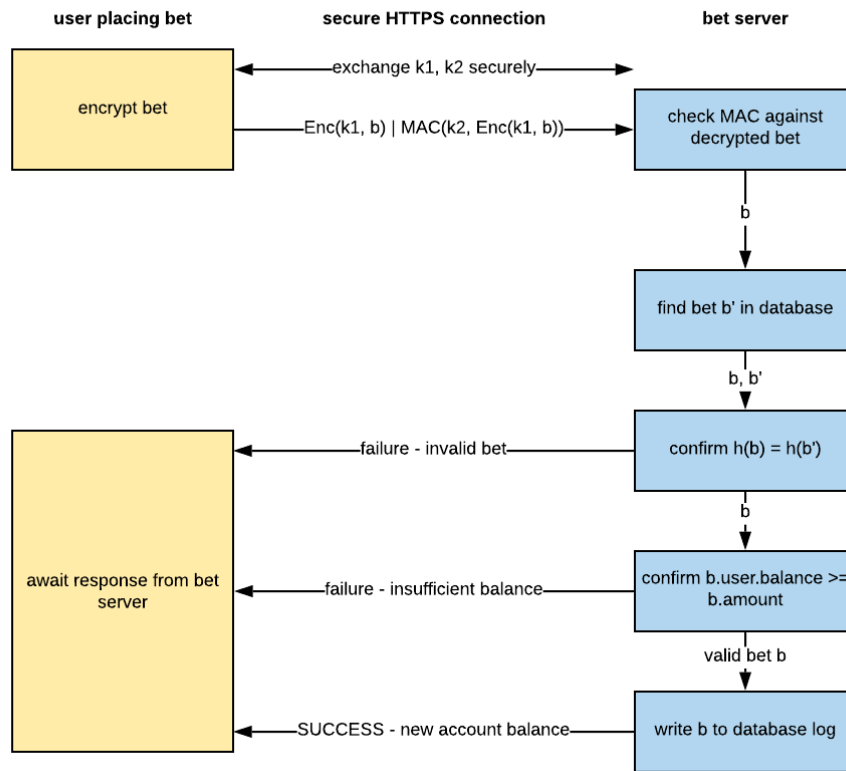 user placing bet
secure HTTPS connection
bet server
exchange k1, k2 securely
encrypt bet
Enc(k1, b) | MAC(k2, Enc(k1, b))
check MAC against
decrypted bet
b
find bet b' in database
b, b'
failure - invalid bet
confirm h(b) = h(b')
b
await response from bet
server
failure - insufficient balance
confirm b.user.balance >=
b.amount
valid bet b
SUCCESS - new account balance
write b to database log